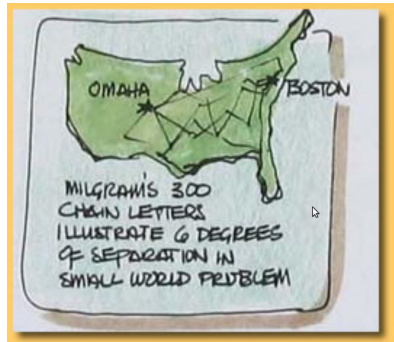 OMAHA
BOSTON
MILGRAM'S 300
CHAIN LETTERS
ILLUSTRATE 6 DEGREES
OF SEPARATION IN
SMALL WORLD PROBLEM